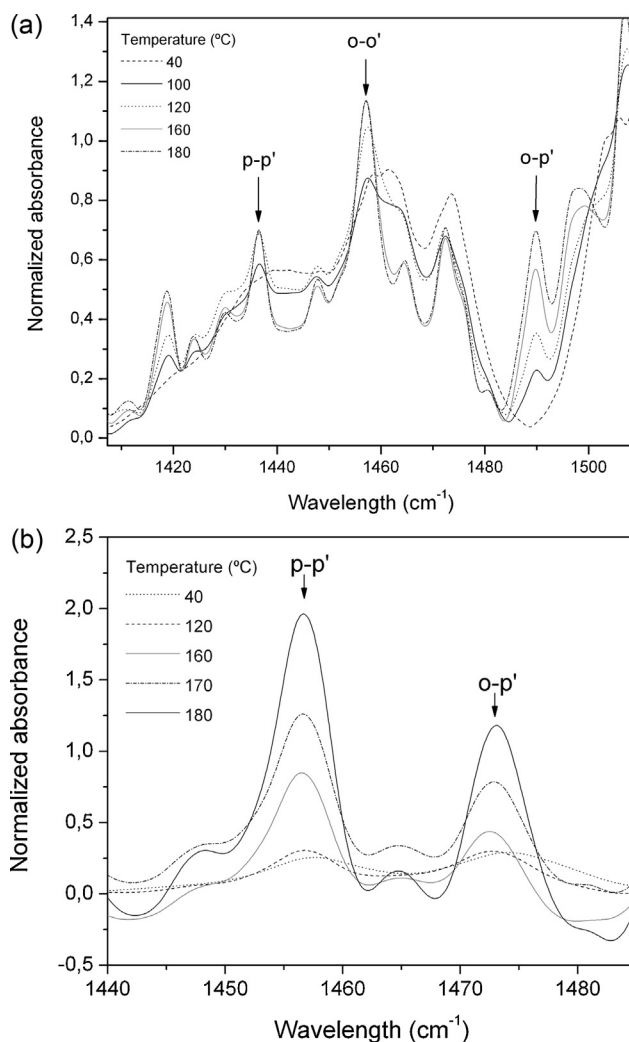 (a)
Temperature (ºC)
40
100
120
160
180
p-p'
o-o'
o-p'
1,4
1,2
1,0
0,8
0,6
0,4
0,2
0,0
Normalized absorbance
1420 1440 1460 1480 1500
Wavelength (cm-1)
(b)
Temperature (ºC)
40
120
160
170
180
p-p'
o-p'
2,5
2,0
1,5
1,0
0,5
0,0
-0,5
Normalized absorbance
1440 1450 1460 1470 1480
Wavelength (cm-1)